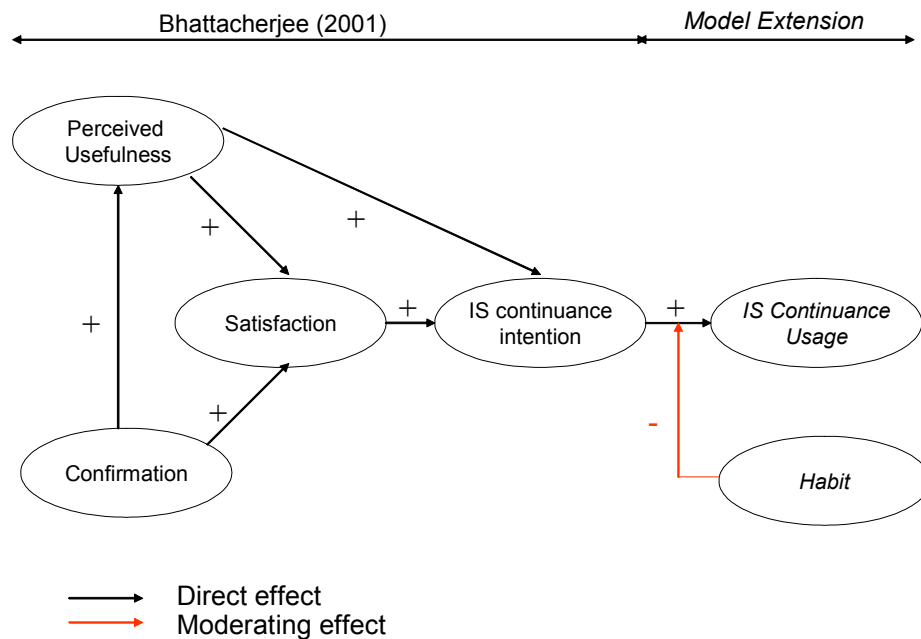 Bhattacherjee (2001)
Model Extension
Perceived
Usefulness
+
+
+
Satisfaction
+
IS continuance
intention
+
IS Continuance
Usage
+
-
Confirmation
Habit
Direct effect
Moderating effect